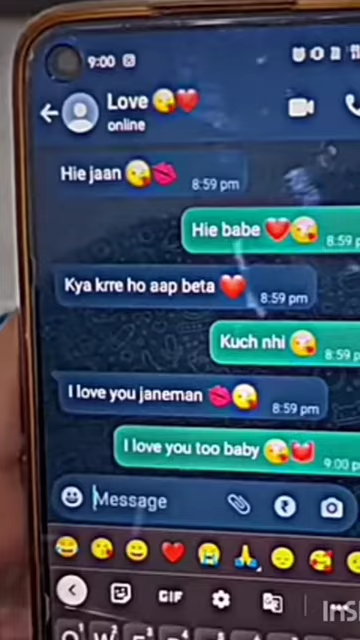 9:00
Love 😘❤️
online
Hie jaan 😘💋 8:59 pm
Hie babe ❤️😘 8:59
Kya krre ho aap beta ❤️ 8:59 pm
Kuch nhi 😘 8:59
I love you janeman 💋😘 8:59 pm
I love you too baby 😘❤️ 9:00
Message
GIF